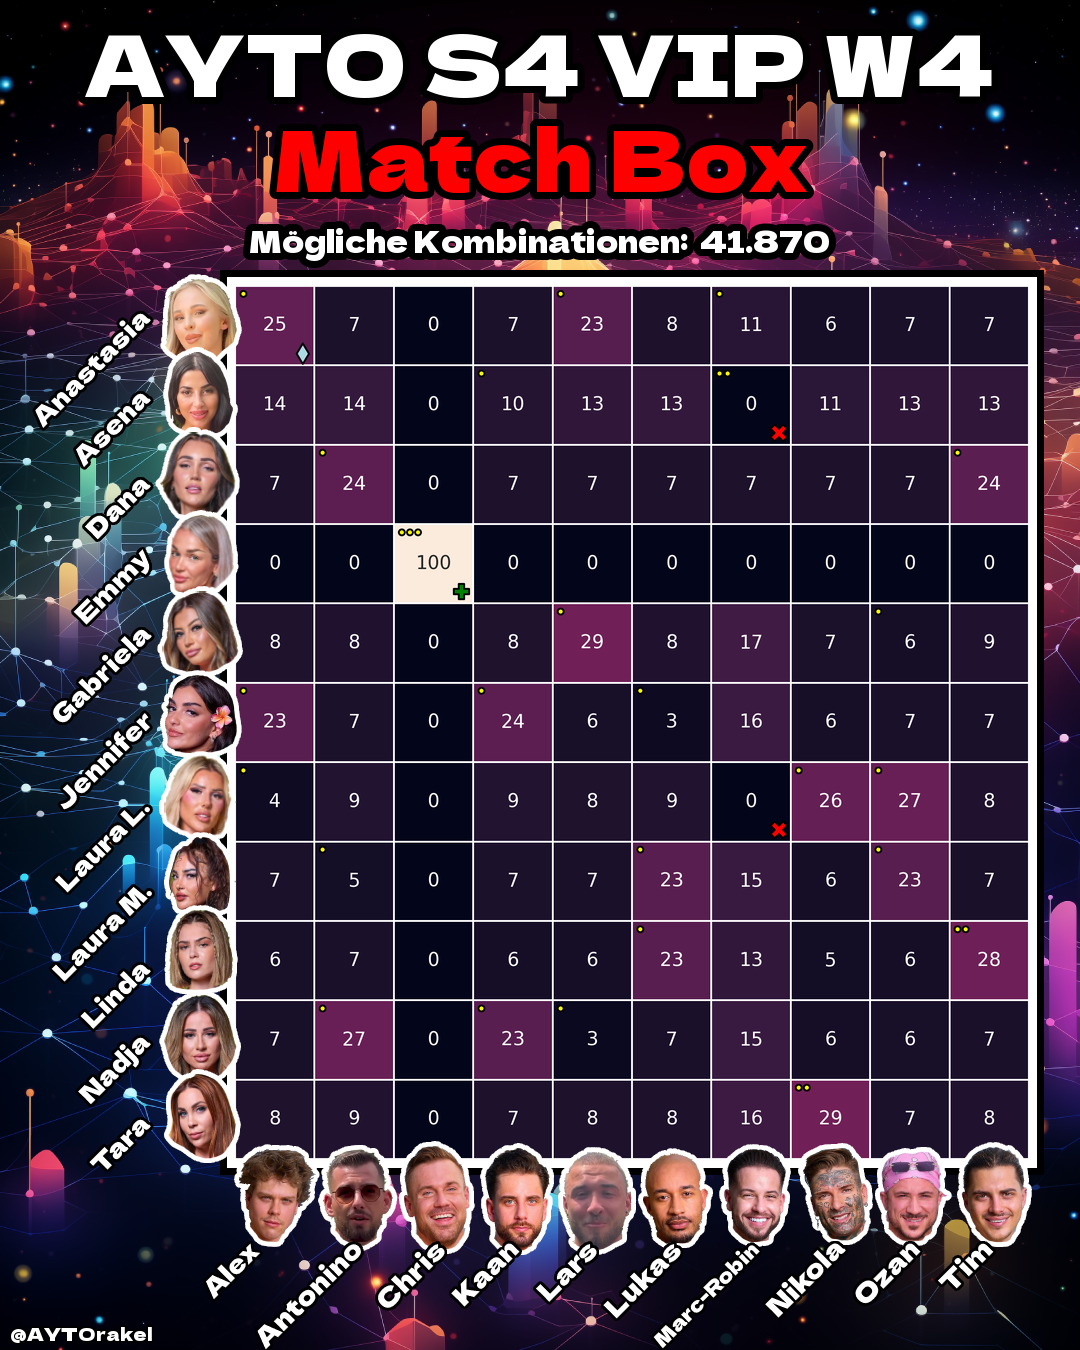 AYTO S4 VIP W4
Match Box
Mögliche Kombinationen: 41.870
Anastasia 25 7 0 7 23 8 11 6 7 7
Asena 14 14 0 10 13 13 0 11 13 13
Dana 7 24 0 7 7 7 7 7 7 24
Emmy 0 0 100 0 0 0 0 0 0 0
Gabriela 8 8 0 8 29 8 17 7 6 9
Jennifer 23 7 0 24 6 3 16 6 7 7
Laura L. 4 9 0 9 8 9 0 26 27 8
Laura M. 7 5 0 7 7 23 15 6 23 7
Linda 6 7 0 6 6 23 13 5 6 28
Nadja 7 27 0 23 3 7 15 6 6 7
Tara 8 9 0 7 8 8 16 29 7 8
Alex Antonino Chris Kaan Lars Lukas Marc-Robin Nikola Ozan Tim
@AYTOrakel